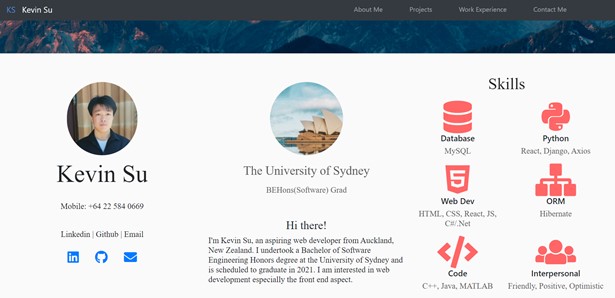 KS Kevin Su About Me Projects Work Experience Contact Me
Kevin Su
Mobile: +64 22 584 0669
Linkedin | Github | Email
The University of Sydney
BEHons(Software) Grad
Hi there!
I'm Kevin Su, an aspiring web developer from Auckland,
New Zealand. I undertook a Bachelor of Software
Engineering Honors degree at the University of Sydney and
is scheduled to graduate in 2021. I am interested in web
development especially the front end aspect.
Skills
Database
MySQL
Python
React, Django, Axios
Web Dev
HTML, CSS, React, JS,
C#/.Net
ORM
Hibernate
Code
C++, Java, MATLAB
Interpersonal
Friendly, Positive, Optimistic